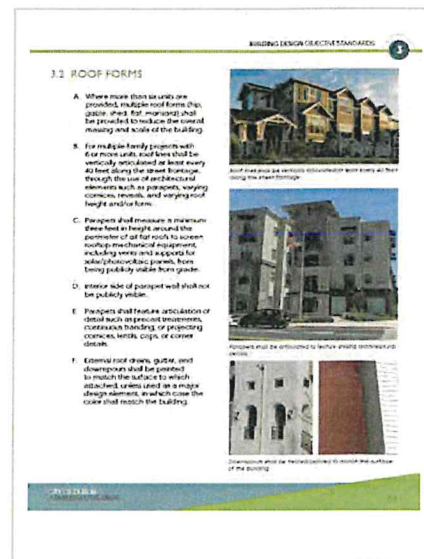 BUILDING DESIGN OBJECTIVE STANDARDS
3
3.2 ROOF FORMS
A. Where more than six units are
provided, multiple roof forms (hip,
gable, shed, flat, mansard) shall
be provided to reduce the overall
massing and scale of the building.
B. For multiple-family projects with
6 or more units, roof lines shall be
vertically articulated at least every
40 feet along the street frontage,
through the use of architectural
elements such as parapets, varying
cornices, reveals, and varying roof
height and/or form.
C. Parapets shall measure a minimum
three feet in height around the
perimeter of all flat roofs to screen
rooftop mechanical equipment,
including vents and supports for
solar/photovoltaic panels, from
being publicly visible from grade.
D. Interior side of parapet wall shall not
be publicly visible.
E. Parapets shall feature articulation of
detail such as precast treatments,
continuous banding, or projecting
cornices, lentils, caps, or corner
details.
F. External roof drains, gutter, and
downspouts shall be painted
to match the surface to which
attached, unless used as a major
design element, in which case the
color shall match the building.
Roof lines shall be vertically articulated at least every 40 feet
along the street frontage.
Parapets shall be articulated to feature strong architectural
details.
Downspouts shall be treated/painted to match the surface
of the building.
CITY OF DUBLIN